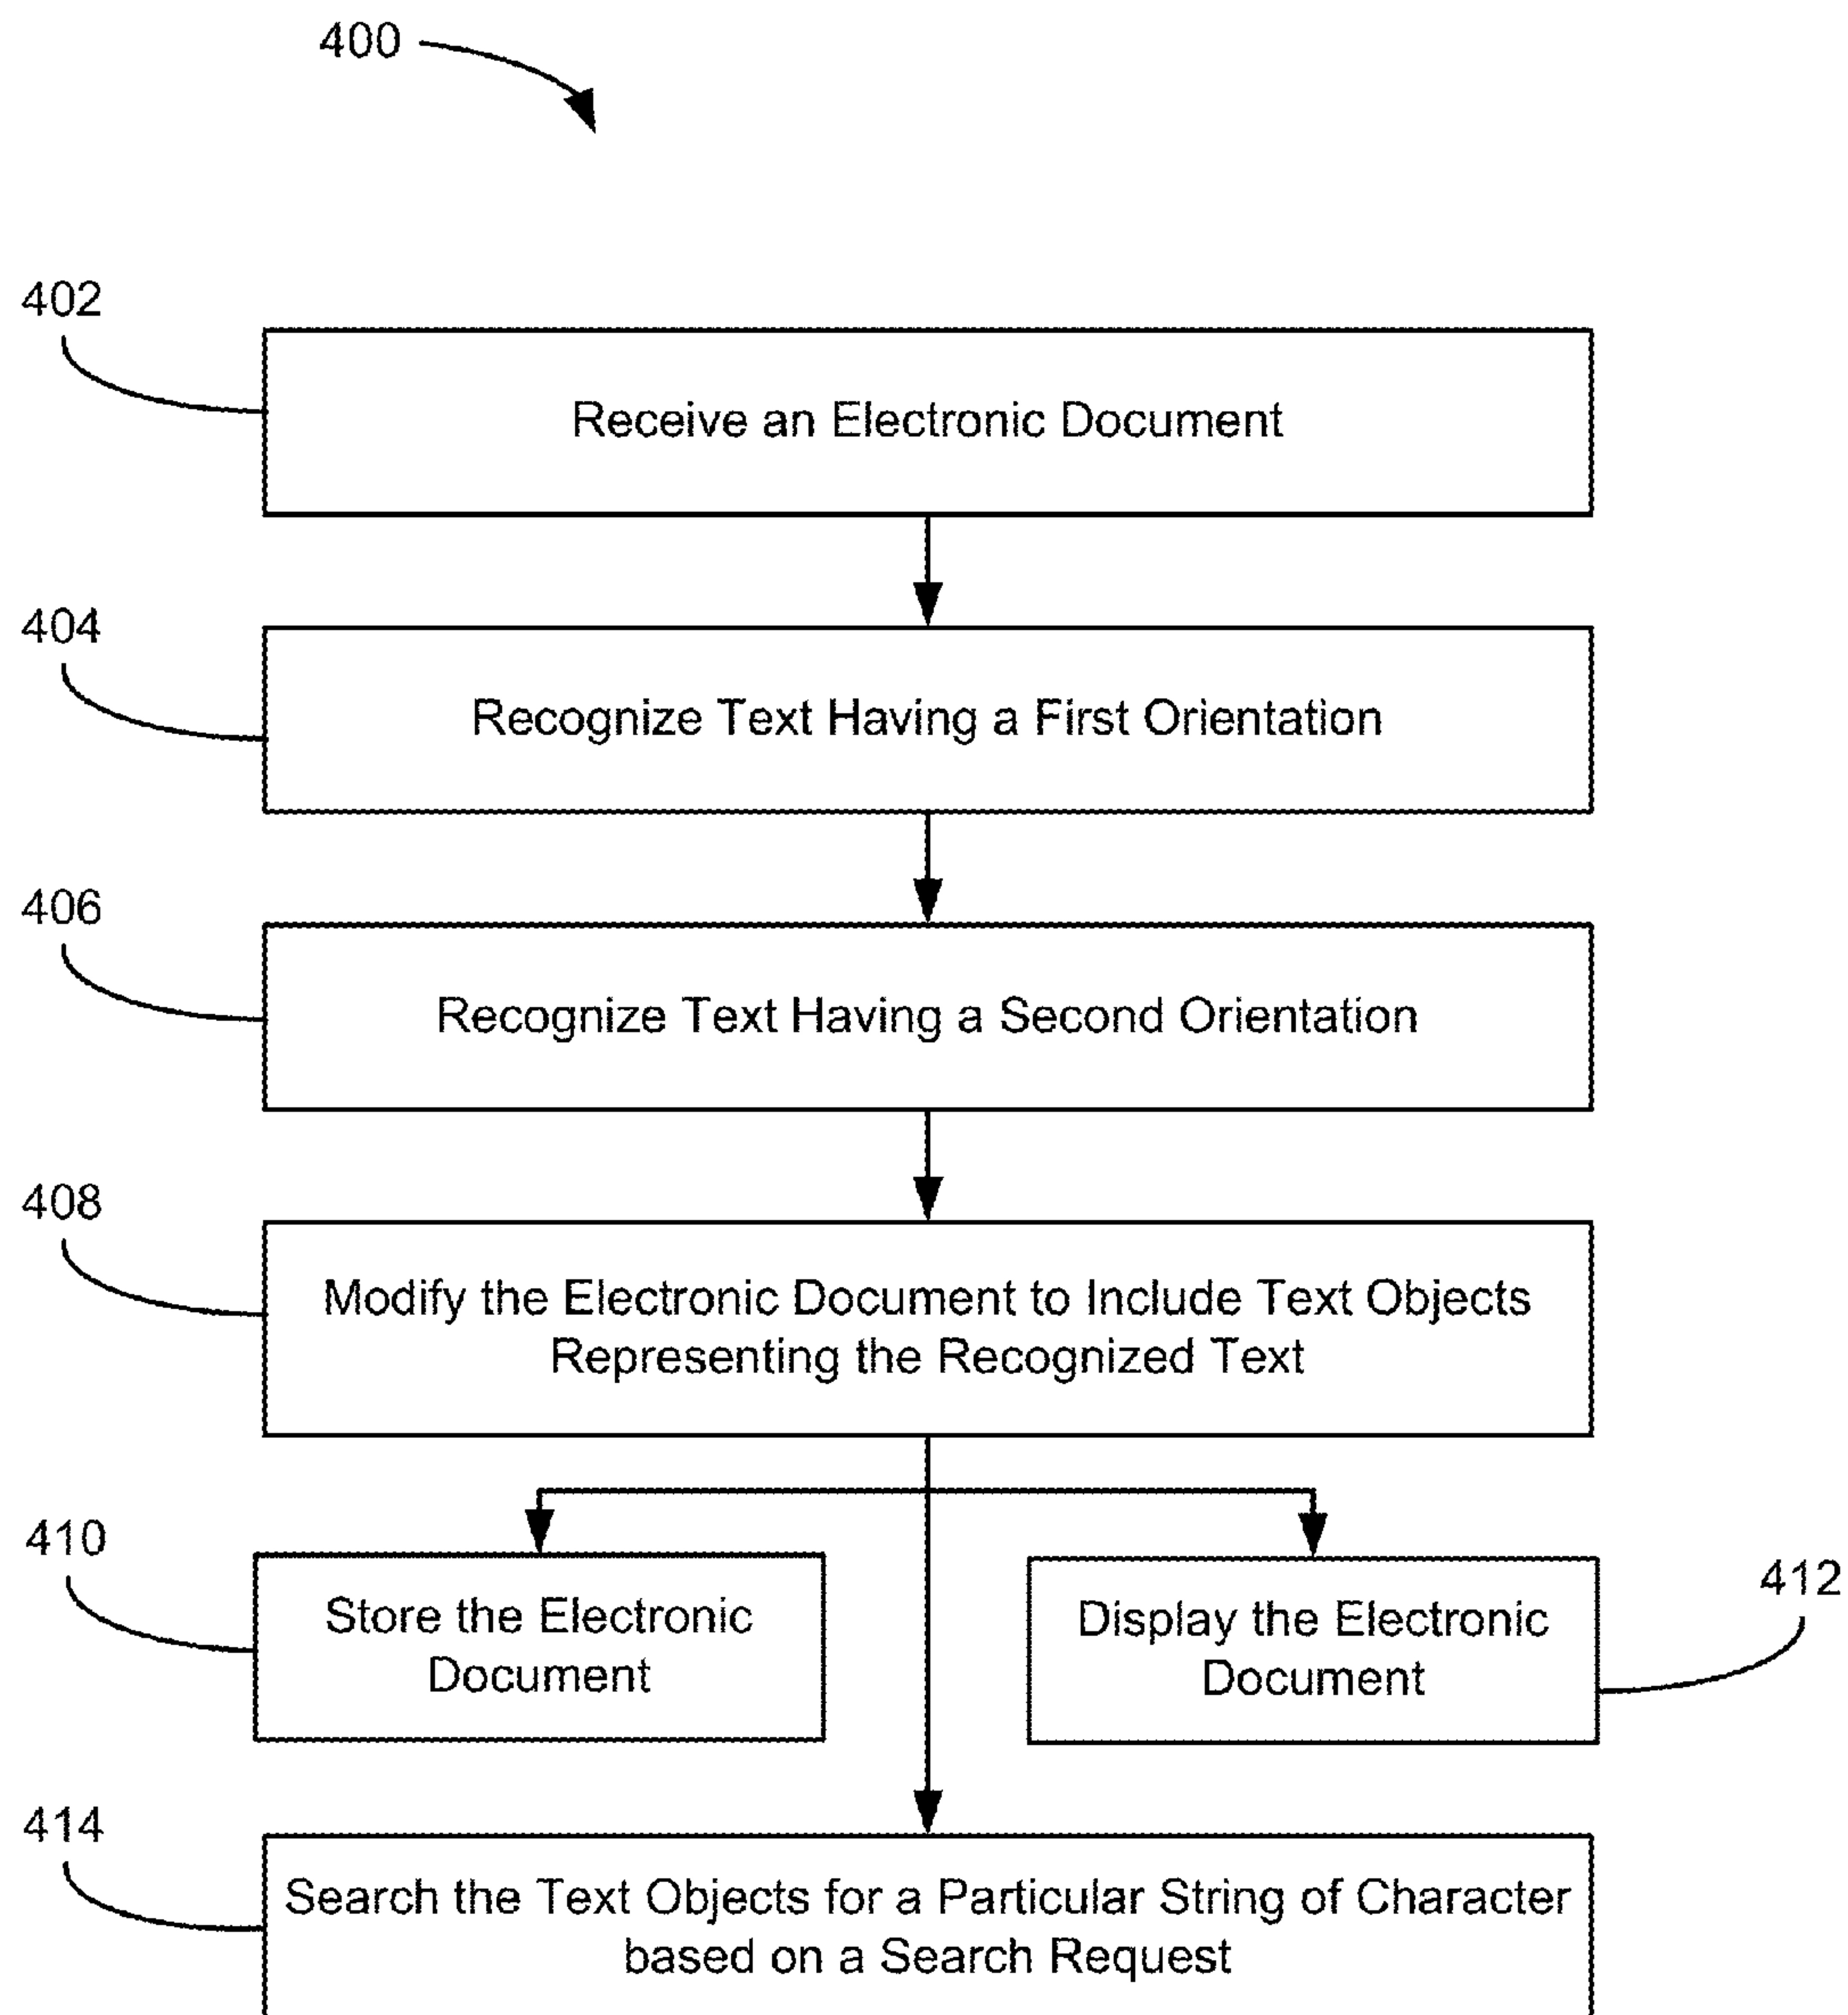 400
402
Receive an Electronic Document
404
Recognize Text Having a First Orientation
406
Recognize Text Having a Second Orientation
408
Modify the Electronic Document to Include Text Objects
Representing the Recognized Text
410
Store the Electronic
Document
412
Display the Electronic
Document
414
Search the Text Objects for a Particular String of Character
based on a Search Request